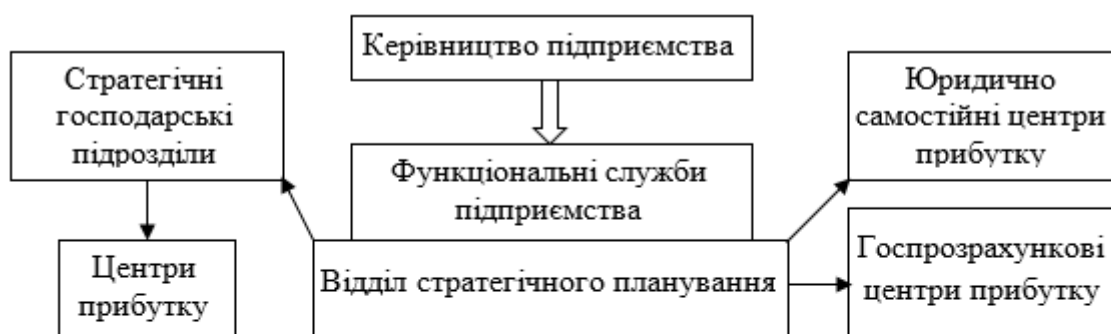 Керівництво підприємства
Стратегічні
господарські
підрозділи
Юридично
самостійні центри
прибутку
Функціональні служби
підприємства
Центри
прибутку
Відділ стратегічного планування
Госпрозрахункові
центри прибутку